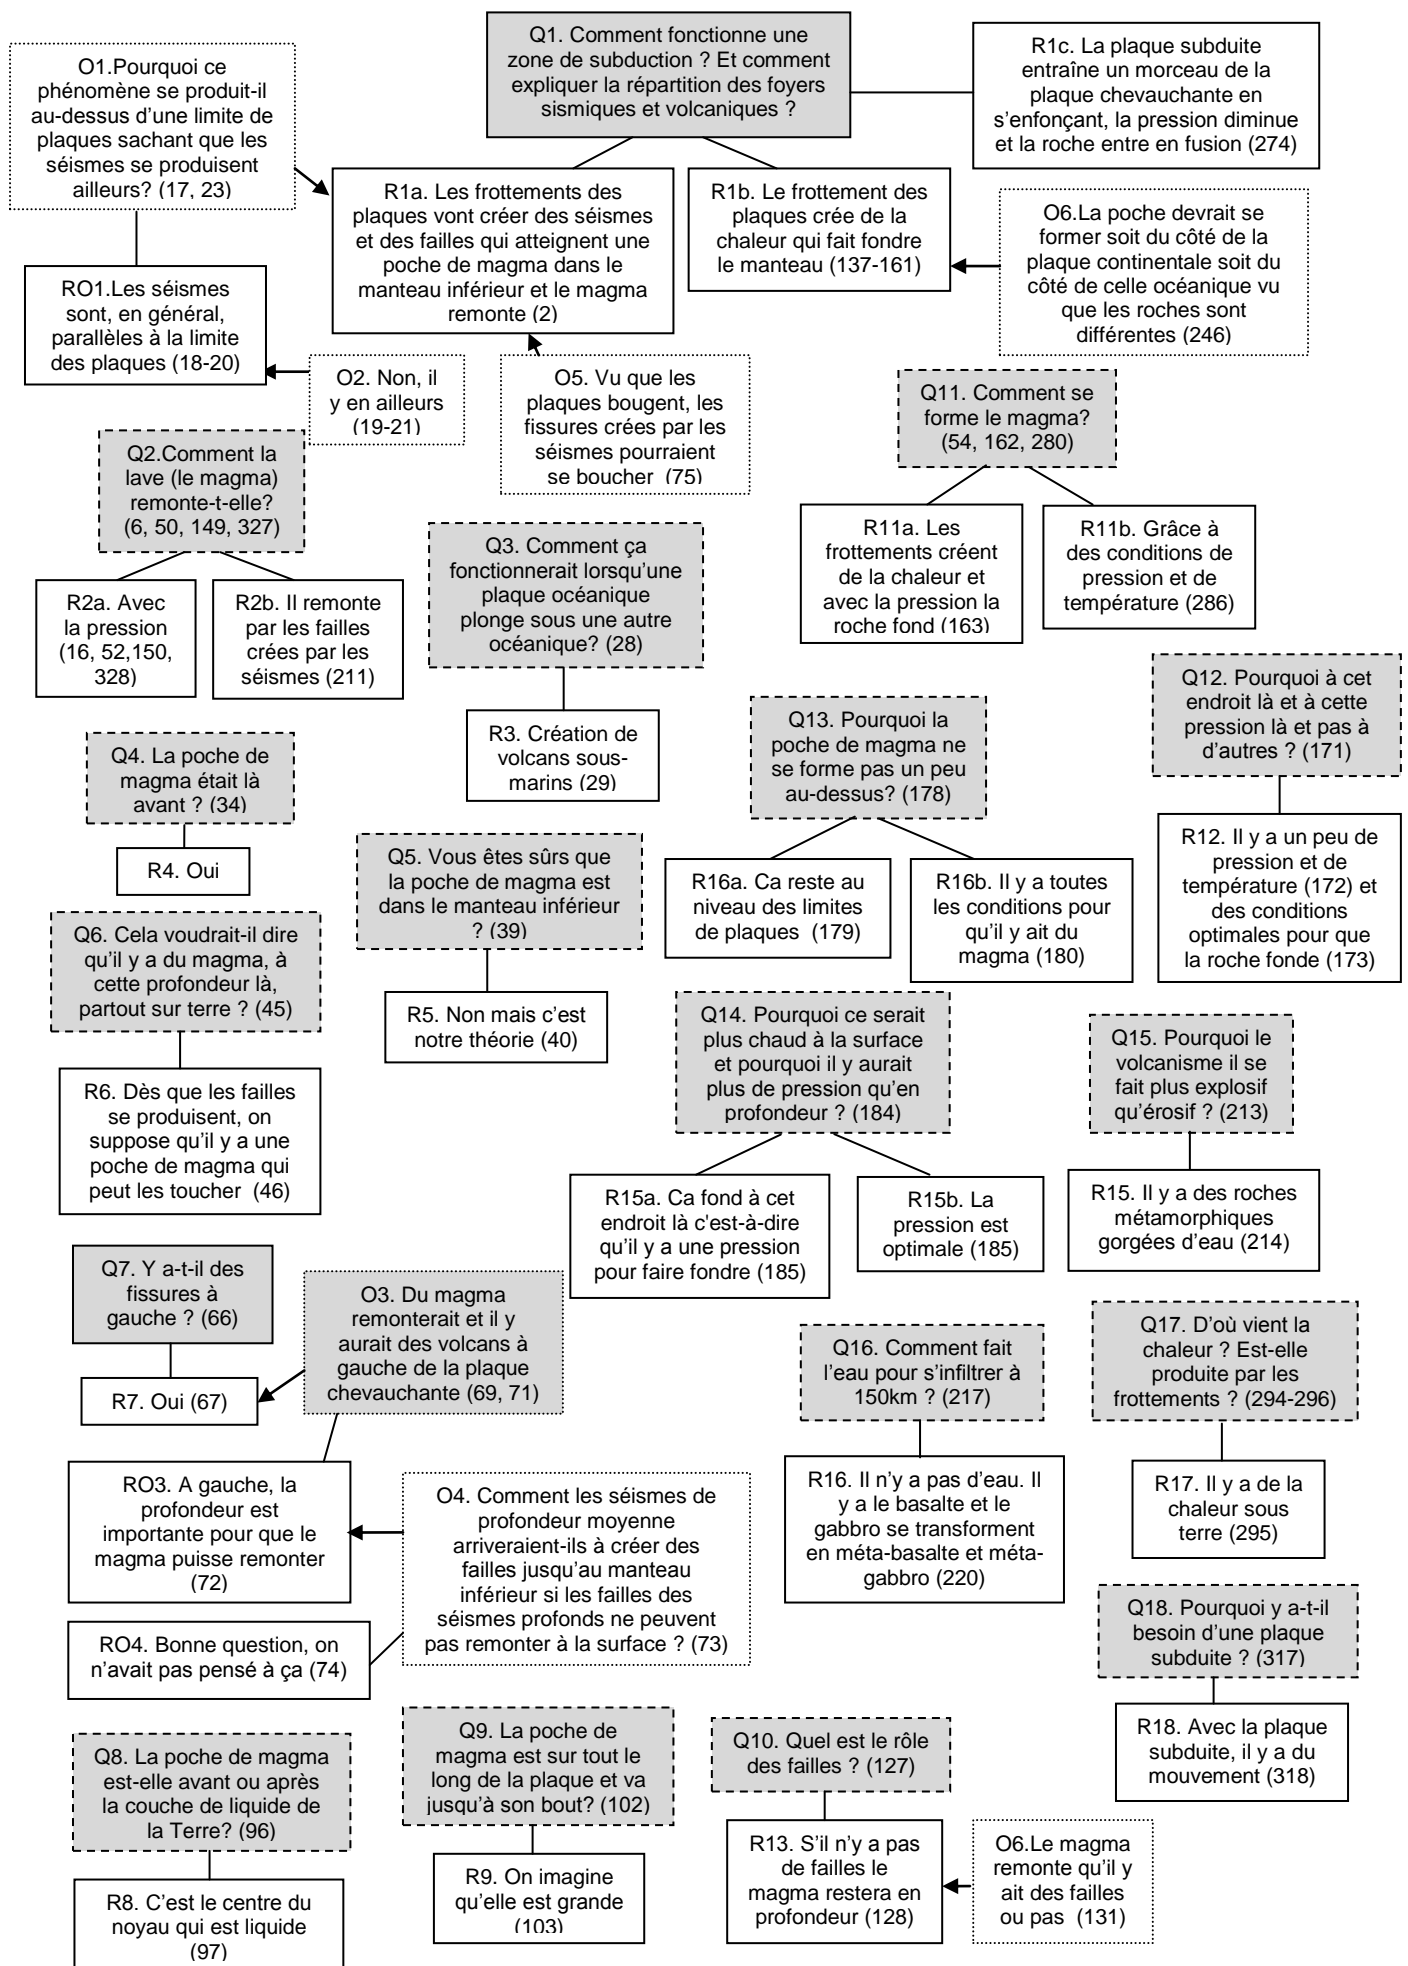 Q1. Comment fonctionne une
zone de subduction ? Et comment
expliquer la répartition des foyers
sismiques et volcaniques ?
R1c. La plaque subduite
entraîne un morceau de la
plaque chevauchante en
s'enfonçant, la pression diminue
et la roche entre en fusion (274)
O1.Pourquoi ce
phénomène se produit-il
au-dessus d'une limite de
plaques sachant que les
séismes se produisent
ailleurs? (17, 23)
R1a. Les frottements des
plaques vont créer des séismes
et des failles qui atteignent une
poche de magma dans le
manteau inférieur et le magma
remonte (2)
R1b. Le frottement des
plaques crée de la
chaleur qui fait fondre
le manteau (137-161)
O6.La poche devrait se
former soit du côté de la
plaque continentale soit du
côté de celle océanique vu
que les roches sont
différentes (246)
RO1.Les séismes
sont, en général,
parallèles à la limite
des plaques (18-20)
O2. Non, il
y en ailleurs
(19-21)
O5. Vu que les
plaques bougent, les
fissures crées par les
séismes pourraient
se boucher (75)
Q11. Comment se
forme le magma?
(54, 162, 280)
Q2.Comment la
lave (le magma)
remonte-t-elle?
(6, 50, 149, 327)
R11a. Les
frottements créent
de la chaleur et
avec la pression la
roche fond (163)
R11b. Grâce à
des conditions de
pression et de
température (286)
Q3. Comment ça
fonctionnerait lorsqu'une
plaque océanique
plonge sous une autre
océanique? (28)
R2a. Avec
la pression
(16, 52,150,
328)
R2b. Il remonte
par les failles
crées par les
séismes (211)
R3. Création de
volcans sous-
marins (29)
Q13. Pourquoi la
poche de magma ne
se forme pas un peu
au-dessus? (178)
Q12. Pourquoi à cet
endroit là et à cette
pression là et pas à
d'autres ? (171)
Q4. La poche de
magma était là
avant ? (34)
R4. Oui
Q5. Vous êtes sûrs que
la poche de magma est
dans le manteau inférieur
? (39)
R16a. Ca reste au
niveau des limites
de plaques (179)
R16b. Il y a toutes
les conditions pour
qu'il y ait du
magma (180)
R12. Il y a un peu de
pression et de
température (172) et
des conditions
optimales pour que
la roche fonde (173)
Q6. Cela voudrait-il dire
qu'il y a du magma, à
cette profondeur là,
partout sur terre ? (45)
R5. Non mais c'est
notre théorie (40)
Q14. Pourquoi ce serait
plus chaud à la surface
et pourquoi il y aurait
plus de pression qu'en
profondeur ? (184)
Q15. Pourquoi le
volcanisme il se
fait plus explosif
qu'érosif ? (213)
R6. Dès que les failles
se produisent, on
suppose qu'il y a une
poche de magma qui
peut les toucher (46)
R15a. Ca fond à cet
endroit là c'est-à-dire
qu'il y a une pression
pour faire fondre (185)
R15b. La
pression est
optimale (185)
R15. Il y a des roches
métamorphiques
gorgées d'eau (214)
Q7. Y a-t-il des
fissures à
gauche ? (66)
O3. Du magma
remonterait et il y
aurait des volcans à
gauche de la plaque
chevauchante (69, 71)
R7. Oui (67)
Q16. Comment fait
l'eau pour s'infiltrer à
150km ? (217)
Q17. D'où vient la
chaleur ? Est-elle
produite par les
frottements ? (294-296)
RO3. A gauche, la
profondeur est
importante pour que le
magma puisse remonter
(72)
O4. Comment les séismes de
profondeur moyenne
arriveraient-ils à créer des
failles jusqu'au manteau
inférieur si les failles des
séismes profonds ne peuvent
pas remonter à la surface ? (73)
R16. Il n'y a pas d'eau. Il
y a le basalte et le
gabbro se transforment
en méta-basalte et méta-
gabbro (220)
R17. Il y a de la
chaleur sous
terre (295)
RO4. Bonne question, on
n'avait pas pensé à ça (74)
Q18. Pourquoi y a-t-il
besoin d'une plaque
subduite ? (317)
R18. Avec la plaque
subduite, il y a du
mouvement (318)
Q8. La poche de magma
est-elle avant ou après
la couche de liquide de
la Terre? (96)
Q9. La poche de
magma est sur tout le
long de la plaque et va
jusqu'à son bout? (102)
Q10. Quel est le rôle
des failles ? (127)
R8. C'est le centre du
noyau qui est liquide
(97)
R9. On imagine
qu'elle est grande
(103)
R13. S'il n'y a pas
de failles le
magma restera en
profondeur (128)
O6.Le magma
remonte qu'il y
ait des failles
ou pas (131)